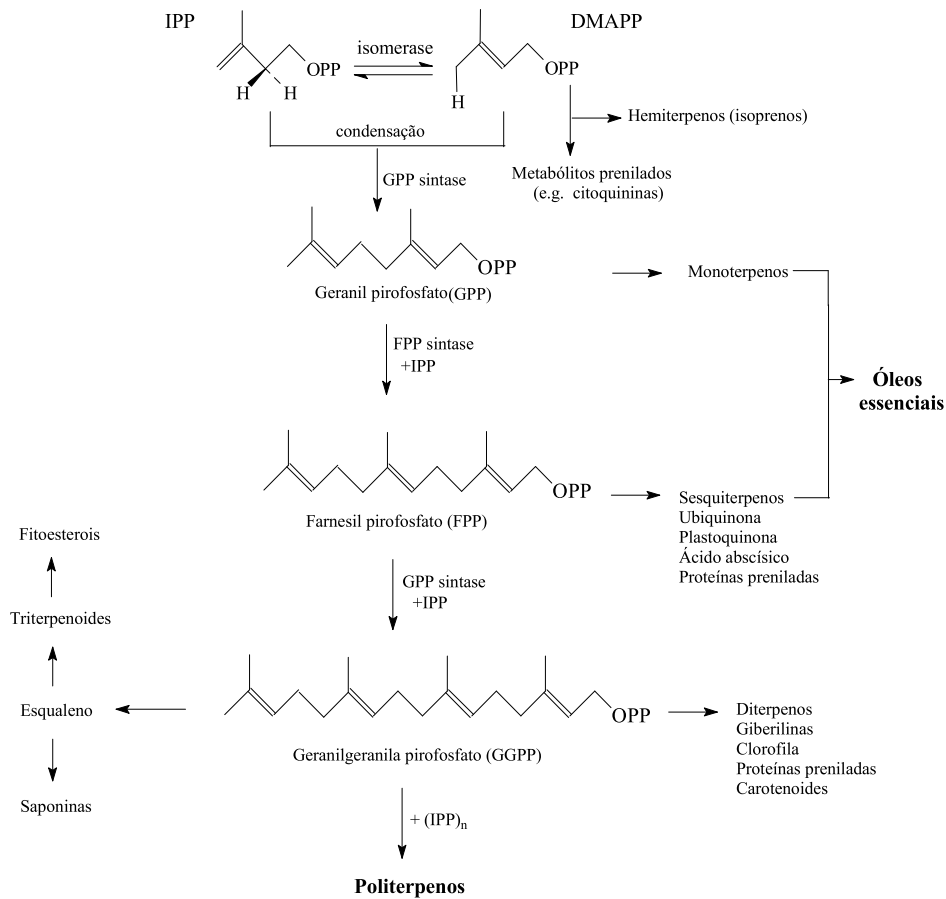 IPP
DMAPP
isomerase
OPP
OPP
H
H
H
Hemiterpenos (isoprenos)
condensação
Metabólitos prenilados
(e.g. citoquininas)
GPP sintase
OPP
Monoterpenos
Geranil pirofosfato(GPP)
FPP sintase
+IPP
Óleos
essenciais
OPP
Sesquiterpenos
Ubiquinona
Plastoquinona
Ácido abscísico
Proteínas preniladas
Farnesil pirofosfato (FPP)
Fitoesterois
GPP sintase
+IPP
Triterpenoides
Esqualeno
OPP
Diterpenos
Giberilinas
Clorofila
Proteínas preniladas
Carotenoides
Geranilgeranila pirofosfato (GGPP)
Saponinas
+ (IPP)n
Politerpenos